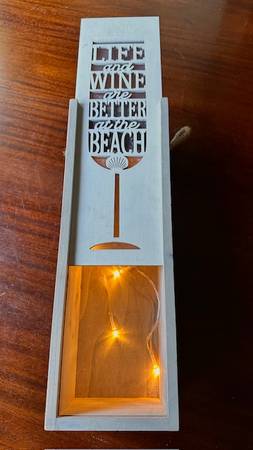 LIFE
and
WINE
are
BETTER
at the
BEACH